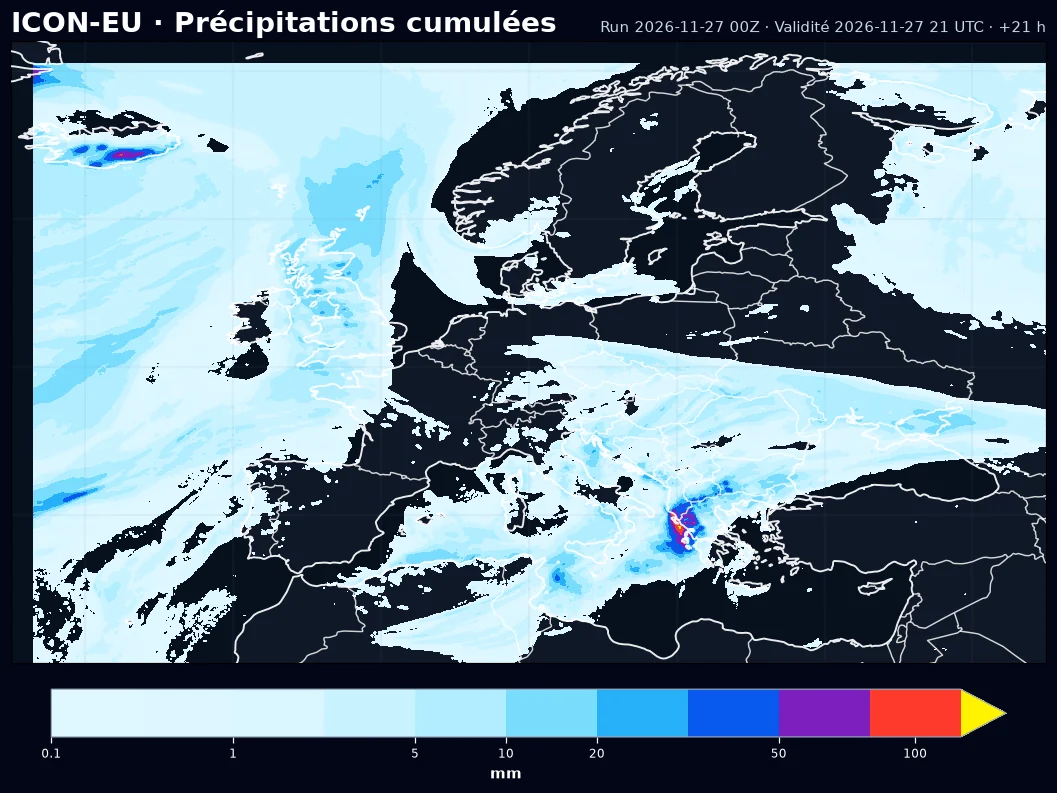 ICON-EU · Précipitations cumulées
Run 2026-11-27 00Z · Validité 2026-11-27 21 UTC · +21 h
0.1 1 5 10 20 50 100
mm